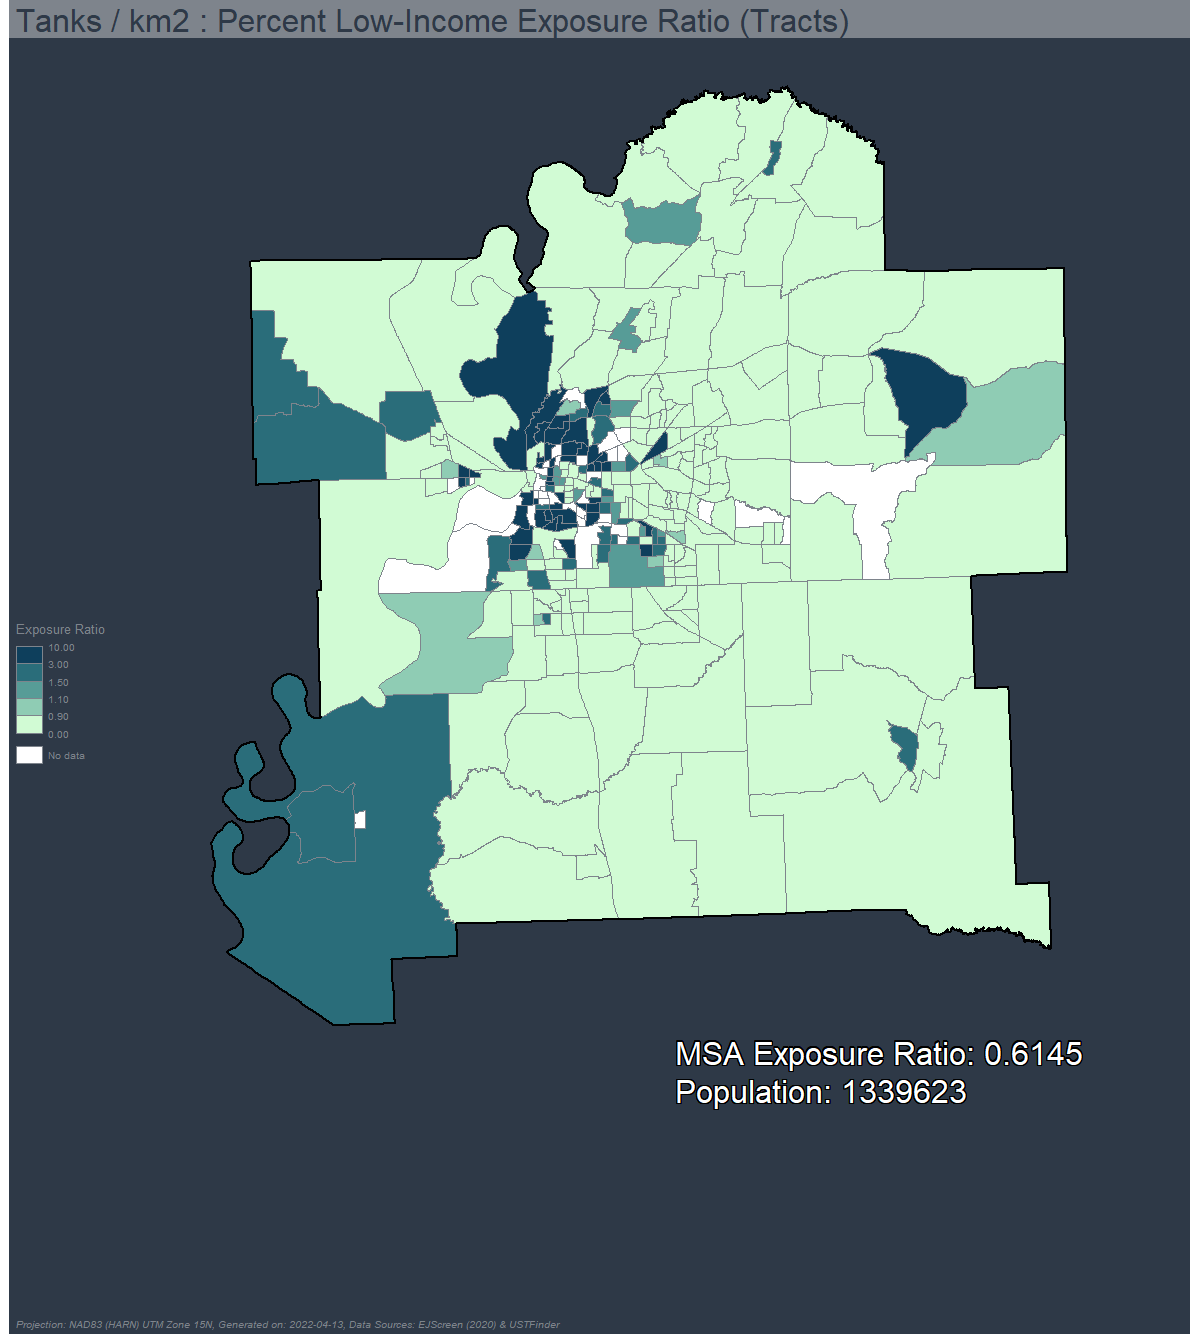 Tanks / km2 : Percent Low-Income Exposure Ratio (Tracts)
Exposure Ratio
10.00
3.00
1.50
1.10
0.90
0.00
No data
MSA Exposure Ratio: 0.6145
Population: 1339623
Projection: NAD83 (HARN) UTM Zone 15N, Generated on: 2022-04-13, Data Sources: EJScreen (2020) & USTFinder